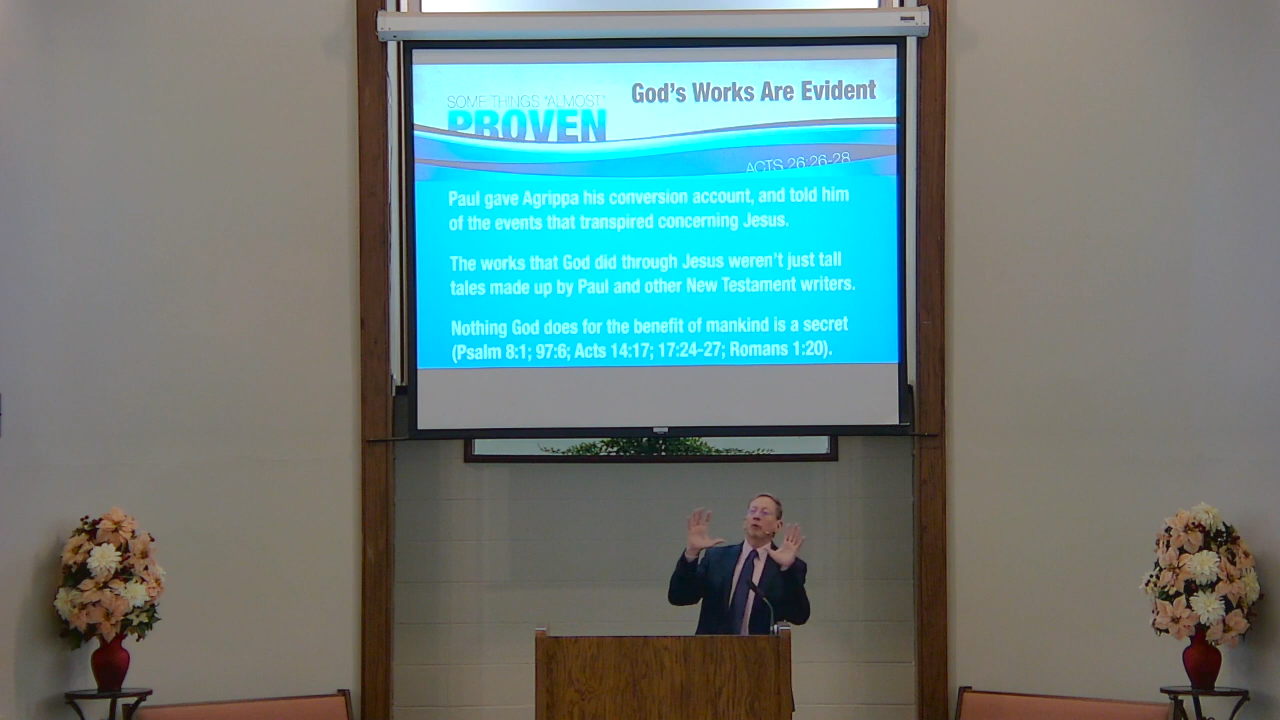 God's Works Are Evident
SOME THINGS "ALMOST"
PROVEN
ACTS 26:26-28
Paul gave Agrippa his conversion account, and told him
of the events that transpired concerning Jesus.
The works that God did through Jesus weren't just tall
tales made up by Paul and other New Testament writers.
Nothing God does for the benefit of mankind is a secret
(Psalm 8:1; 97:6; Acts 14:17; 17:24-27; Romans 1:20).